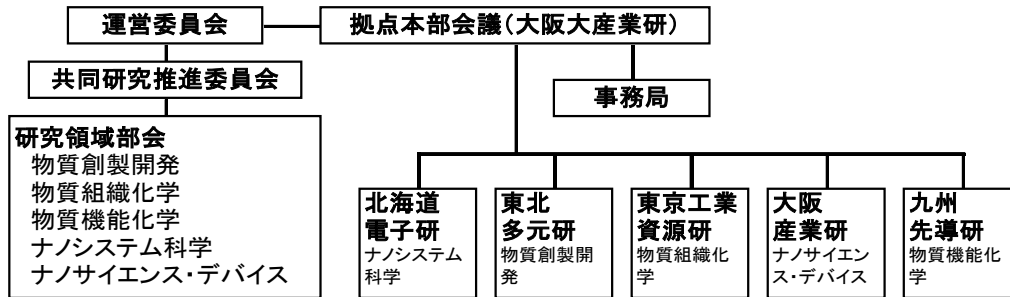 運営委員会
拠点本部会議(大阪大産業研)
共同研究推進委員会
事務局
研究領域部会
物質創製開発
物質組織化学
物質機能化学
ナノシステム科学
ナノサイエンス・デバイス
北海道
電子研
ナノシステム
科学
東北
多元研
物質創製開
発
東京工業
資源研
物質組織化
学
大阪
産業研
ナノサイエン
ス・デバイス
九州
先導研
物質機能化
学